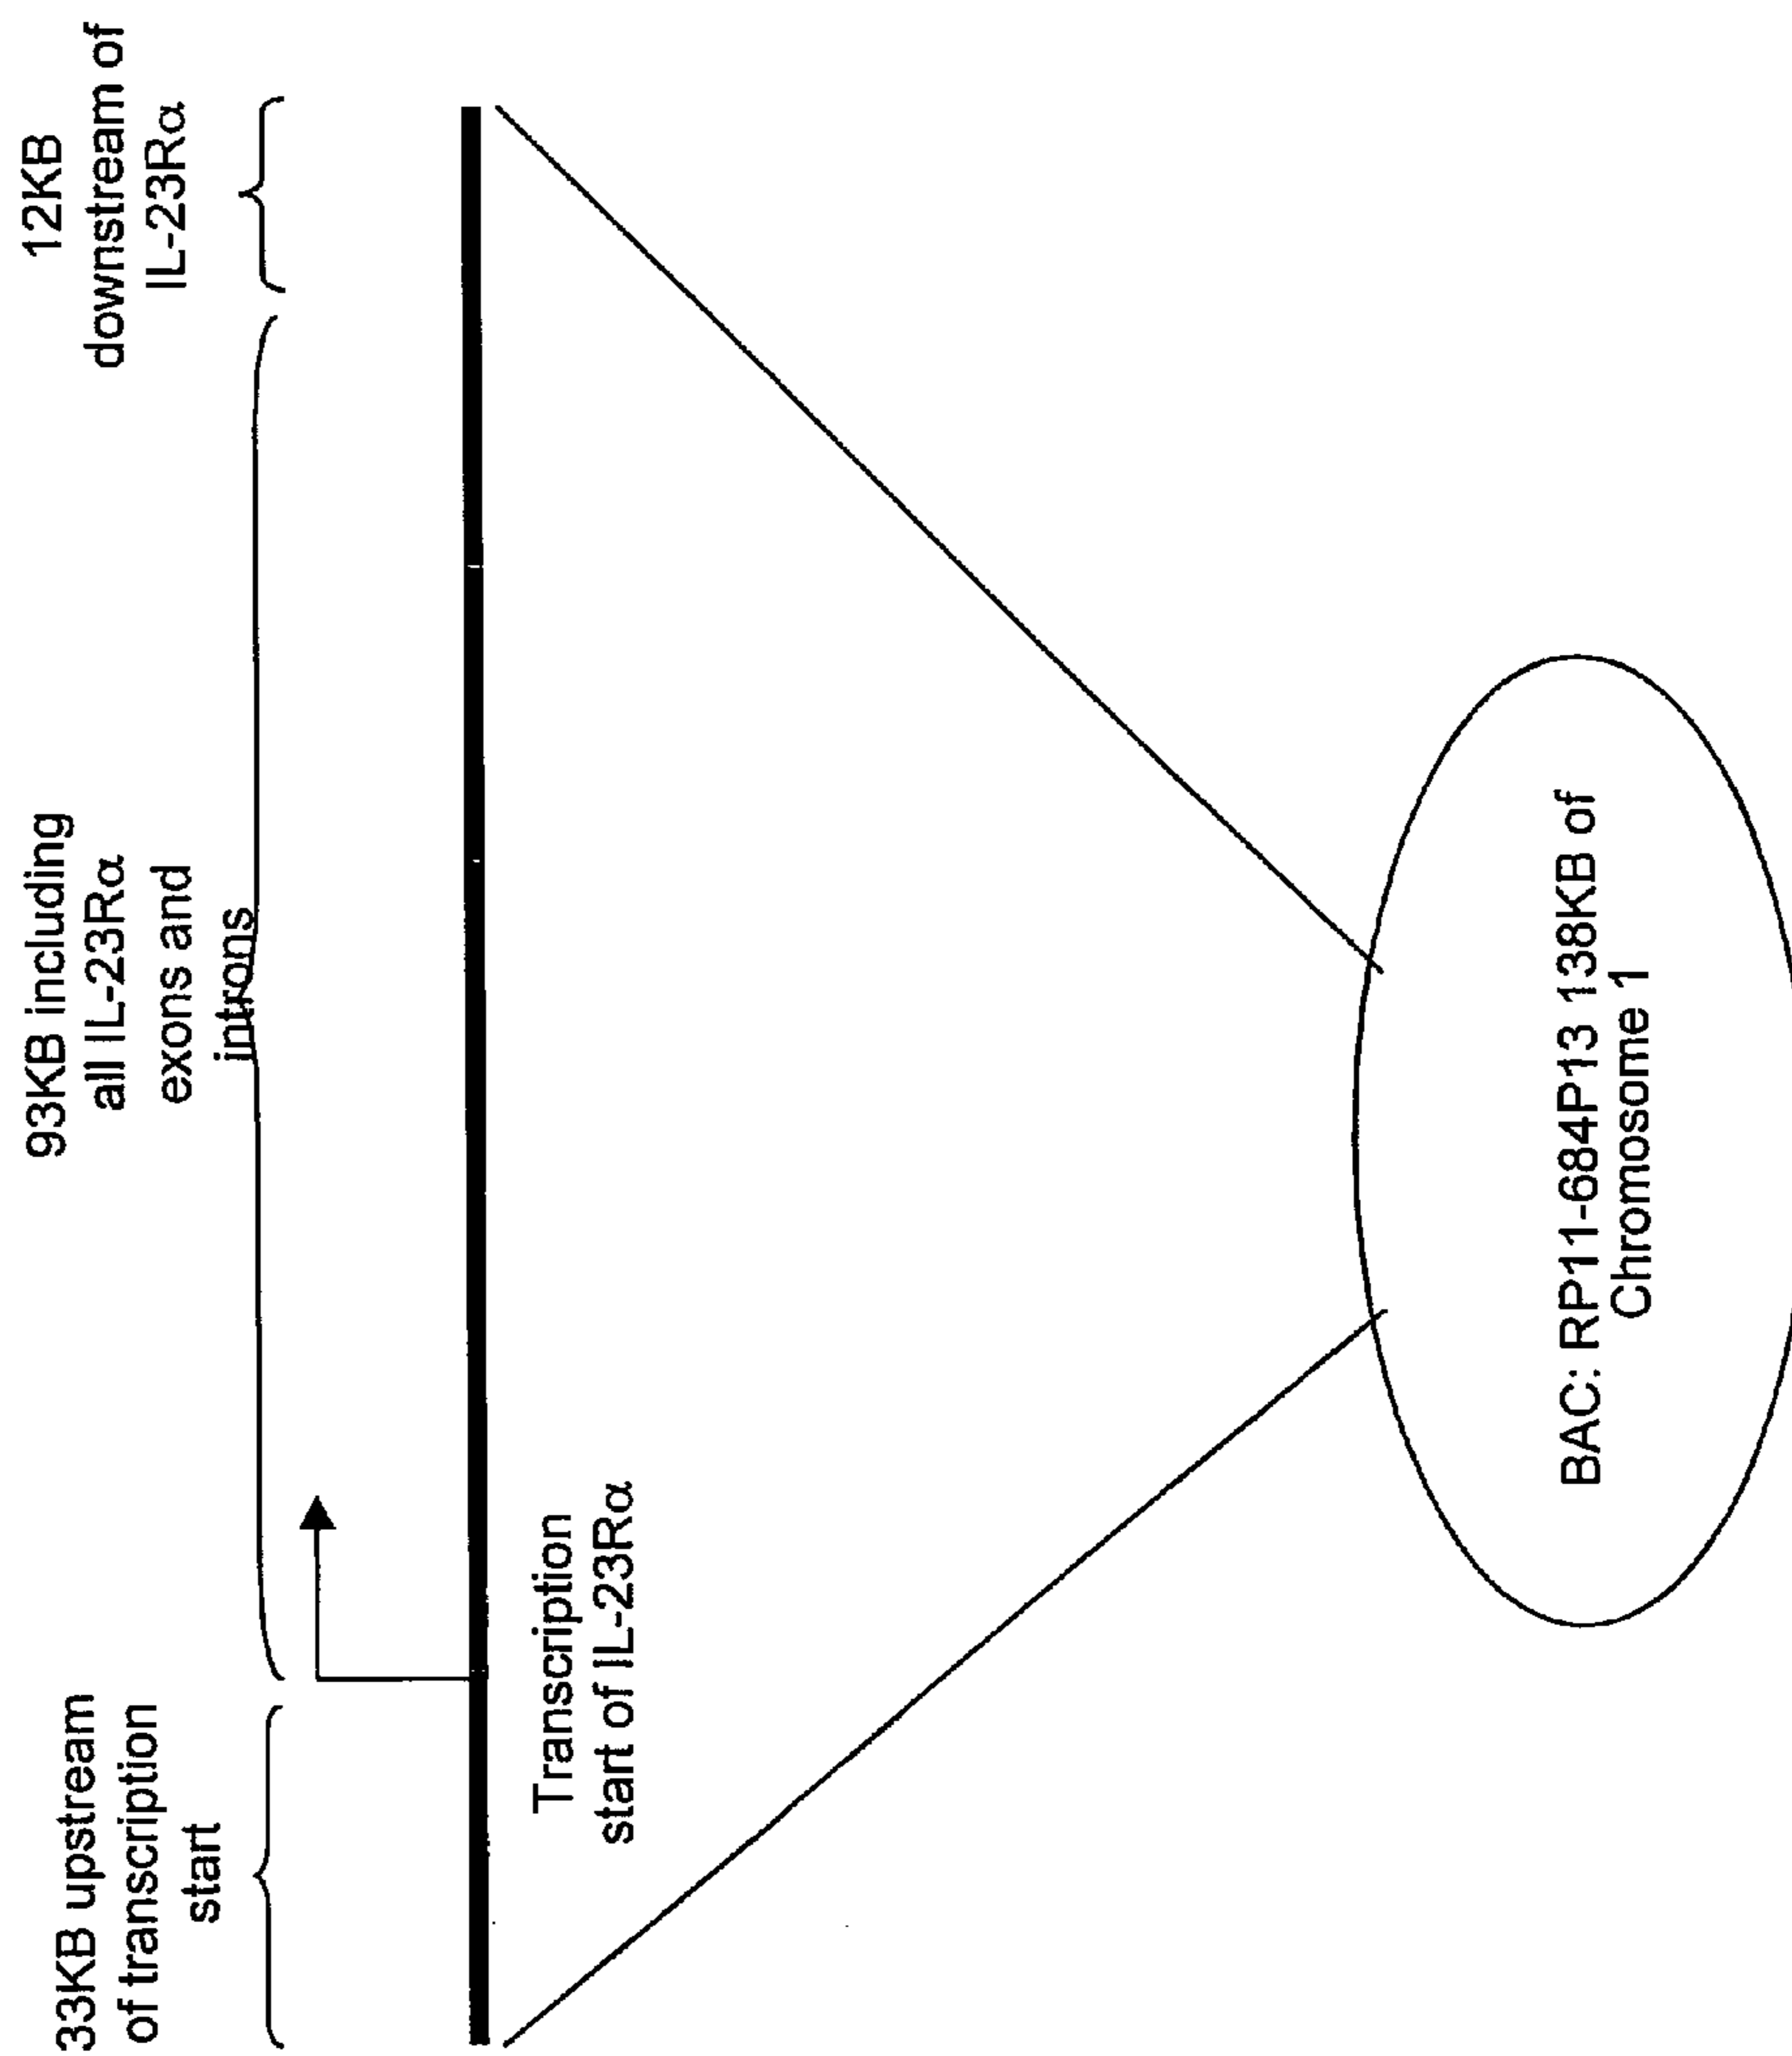 33KB upstream
of transcription
start
93KB including
all IL-23Rα
exons and
introns
12KB
downstream of
IL-23Rα
Transcription
start of IL-23Rα
BAC: RP11-684P13 138KB of
Chromosome 1